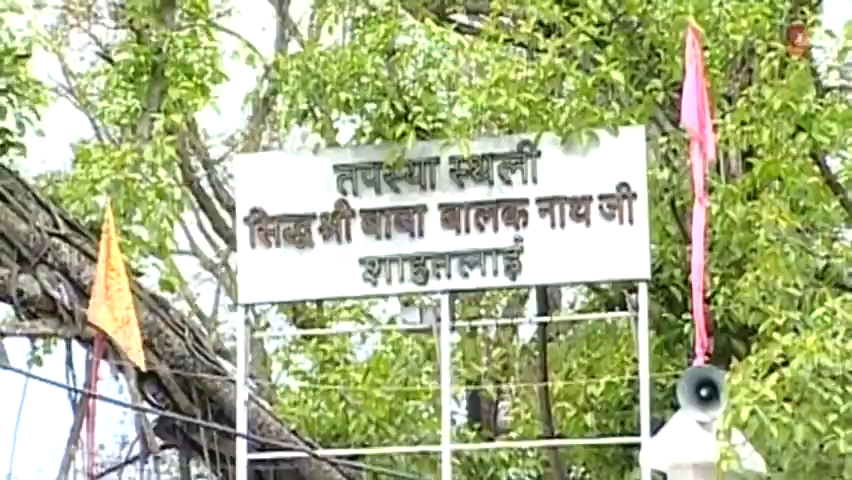 तपस्या स्थली
सिद्ध श्री बाबा बालक नाथ जी
शाहतलाई